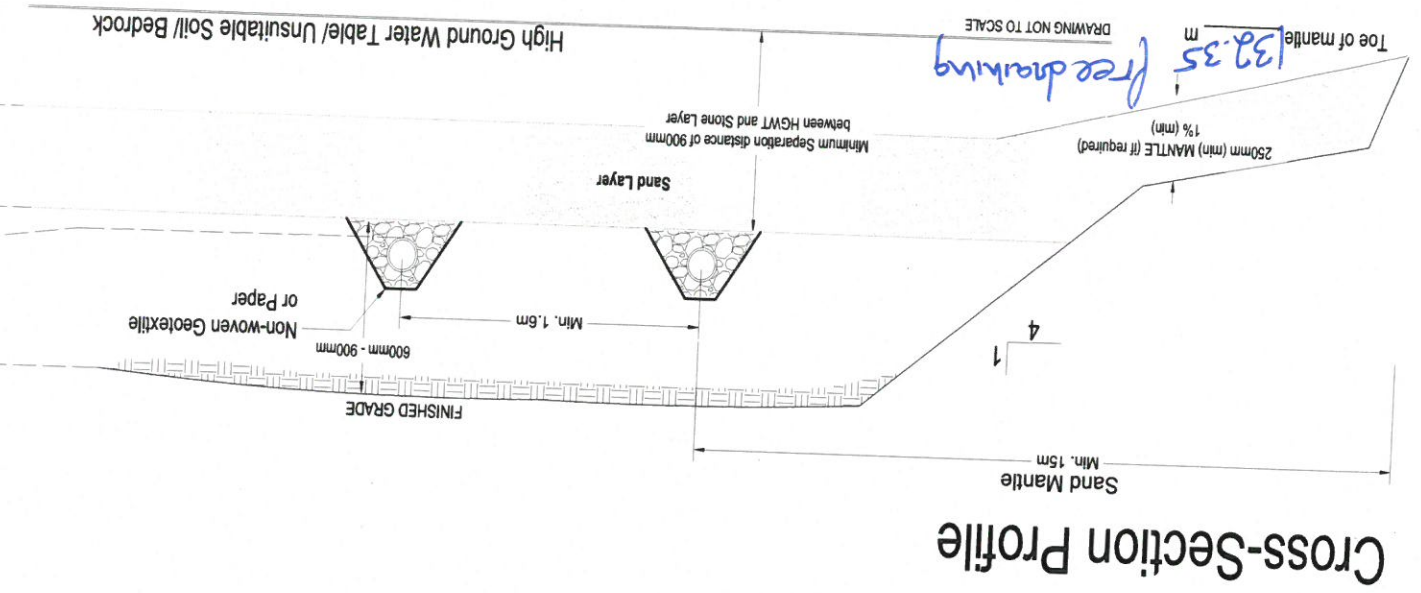 Cross-Section Profile
Sand Mantle
Min. 15m
FINISHED GRADE
1
4
600mm - 900mm
Min. 1.6m
Non-woven Geotextile
or Paper
Sand Layer
250mm (min) MANTLE (if required)
1% (min)
Minimum Separation distance of 900mm
between HGWT and Stone Layer
Toe of mantle 132.35 m free draining
DRAWING NOT TO SCALE
High Ground Water Table/ Unsuitable Soil/ Bedrock